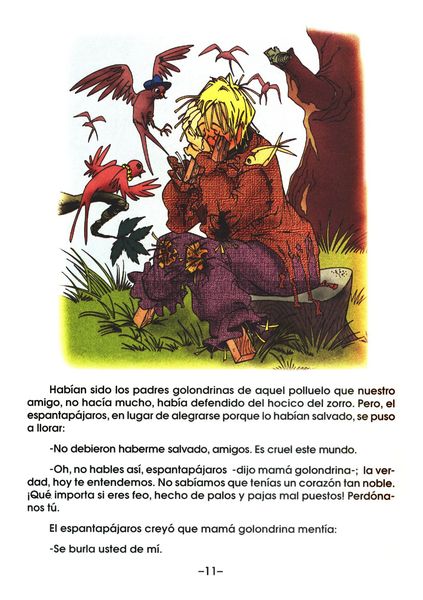 Habían sido los padres golondrinas de aquel polluelo que nuestro
amigo, no hacía mucho, había defendido del hocico del zorro. Pero, el
espantapájaros, en lugar de alegrarse porque lo habían salvado, se puso
a llorar:
-No debieron haberme salvado, amigos. Es cruel este mundo.
-Oh, no hables así, espantapájaros -dijo mamá golondrina-; la ver-
dad, hoy te entendemos. No sabíamos que tenías un corazón tan noble.
¡Qué importa si eres feo, hecho de palos y pajas mal puestos! Perdóna-
nos tú.
El espantapájaros creyó que mamá golondrina mentía:
-Se burla usted de mí.
–11–